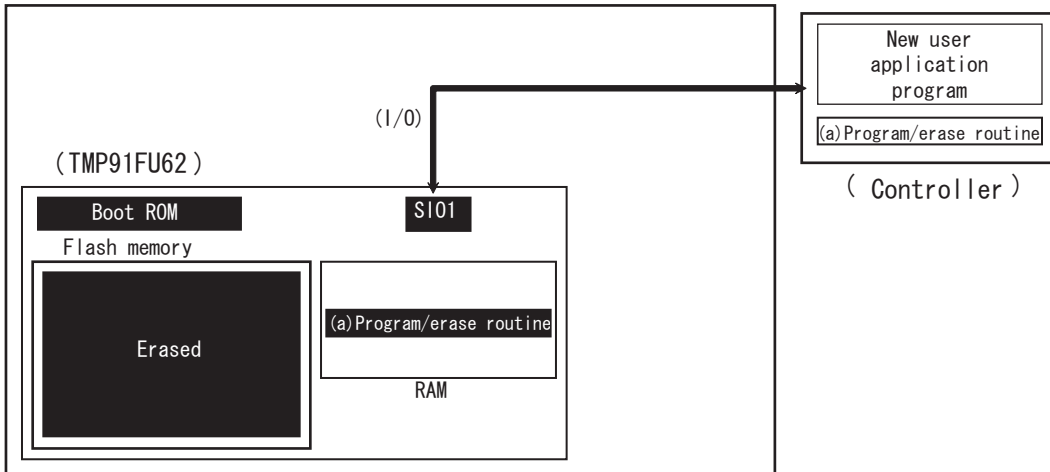 New user
application
program
(I/O)
(a)Program/erase routine
(TMP91FU62)
( Controller )
Boot ROM
SIO1
Flash memory
(a)Program/erase routine
Erased
RAM